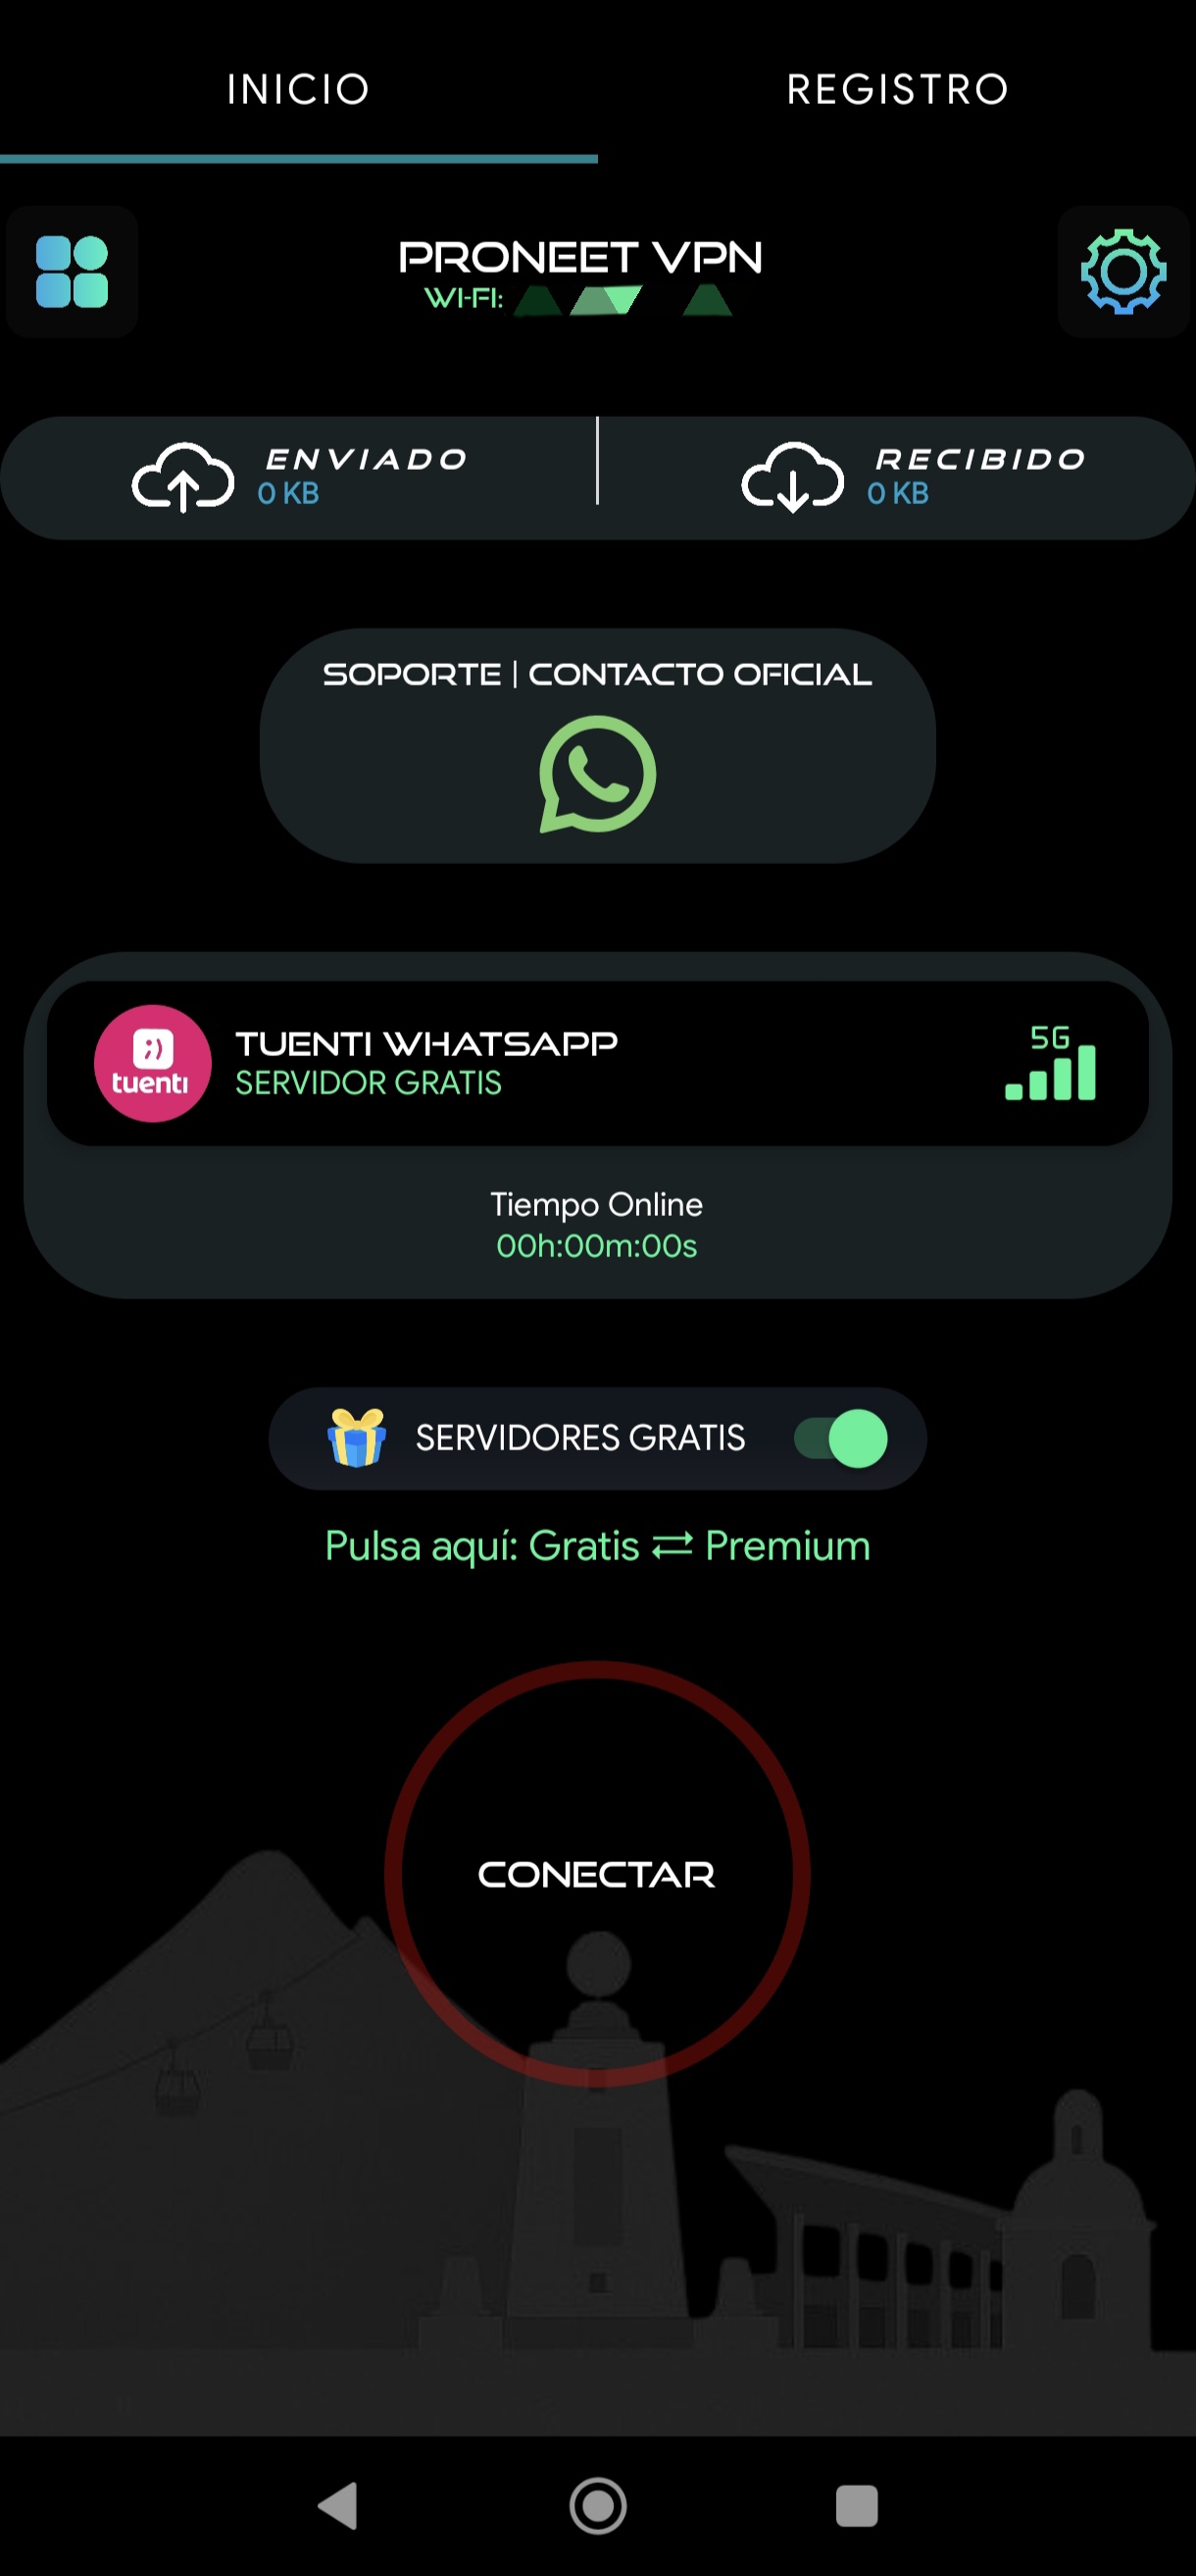 INICIO
REGISTRO
PRONEET VPN
WI-FI:
ENVIADO
0 KB
RECIBIDO
0 KB
SOPORTE | CONTACTO OFICIAL
tuenti
TUENTI WHATSAPP
SERVIDOR GRATIS
5G
Tiempo Online
00h:00m:00s
SERVIDORES GRATIS
Pulsa aquí: Gratis ⇄ Premium
CONECTAR